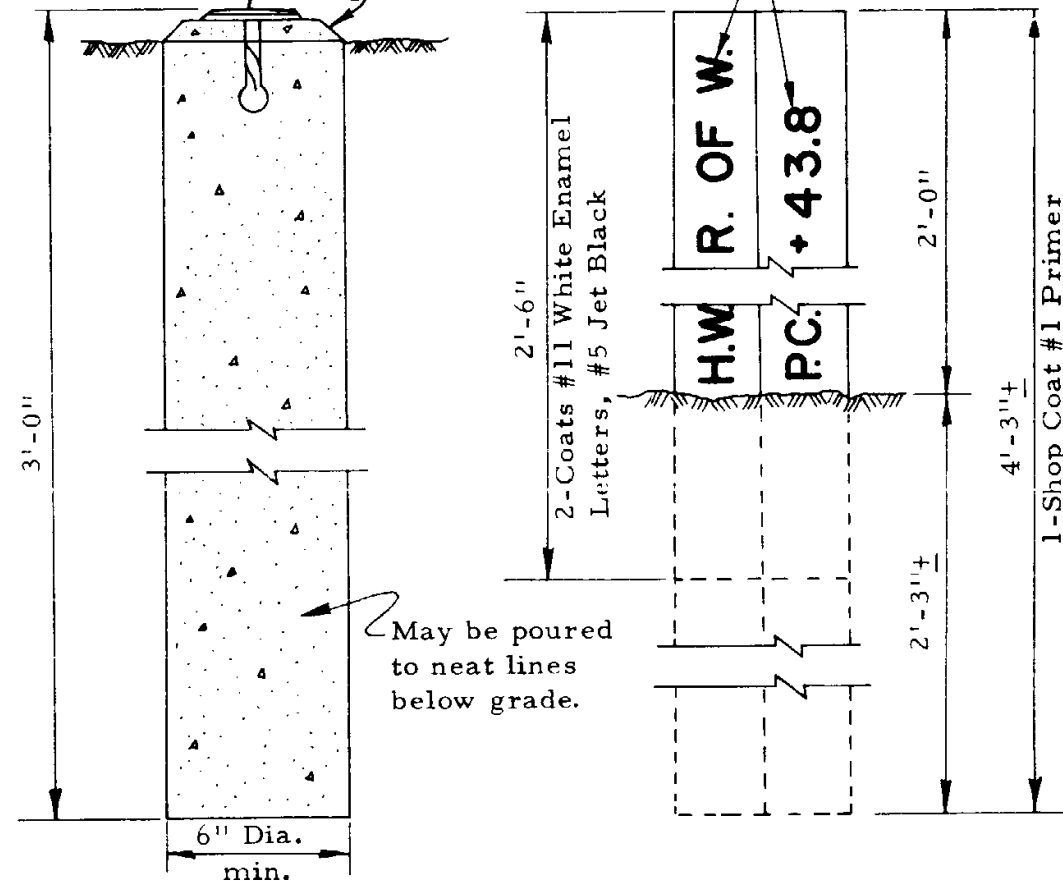 3'-0"
6" Dia.
min.
May be poured
to neat lines
below grade.
2'-6"
2-Coats #11 White Enamel
Letters, #5 Jet Black
H.W. R. OF W.
P.C. +43.8
2'-0"
2'-3"±
4'-3"±
1-Shop Coat #1 Primer